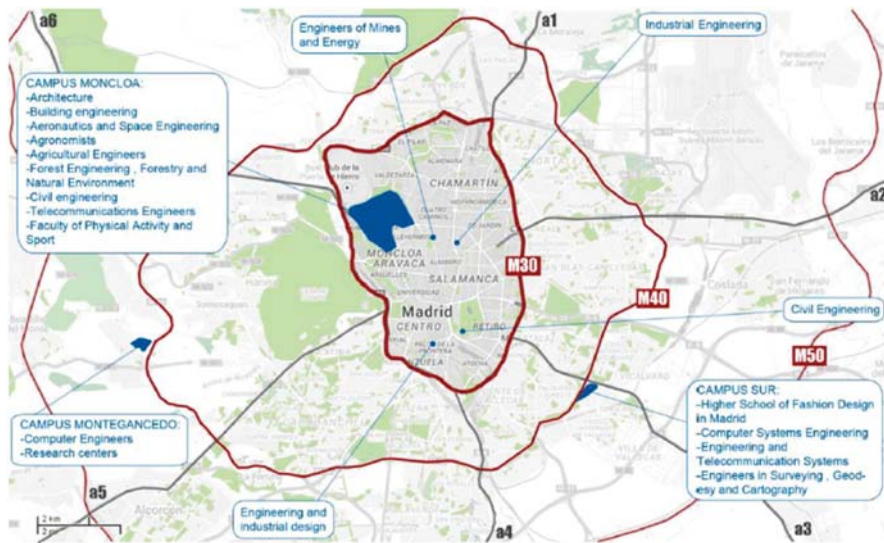 a6
a1
Engineers of Mines
and Energy
Industrial Engineering
CAMPUS MONCLOA:
-Architecture
-Building engineering
-Aeronautics and Space Engineering
-Agronomists
-Agricultural Engineers
-Forest Engineering , Forestry and
Natural Environment
-Civil engineering
-Telecommunications Engineers
-Faculty of Physical Activity and
Sport
CHAMARTÍN
a2
MONCLOA
ARAVACA
SALAMANCA
M30
M40
Coslada
Madrid
CENTRO
RETIRO
Civil Engineering
M50
CAMPUS MONTEGANCEDO:
-Computer Engineers
-Research centers
CAMPUS SUR:
-Higher School of Fashion Design
in Madrid
-Computer Systems Engineering
-Engineering and
Telecommunication Systems
-Engineers in Surveying , Geod-
esy and Cartography
a5
Alcorcón
2 km
Engineering and
industrial design
a4
a3